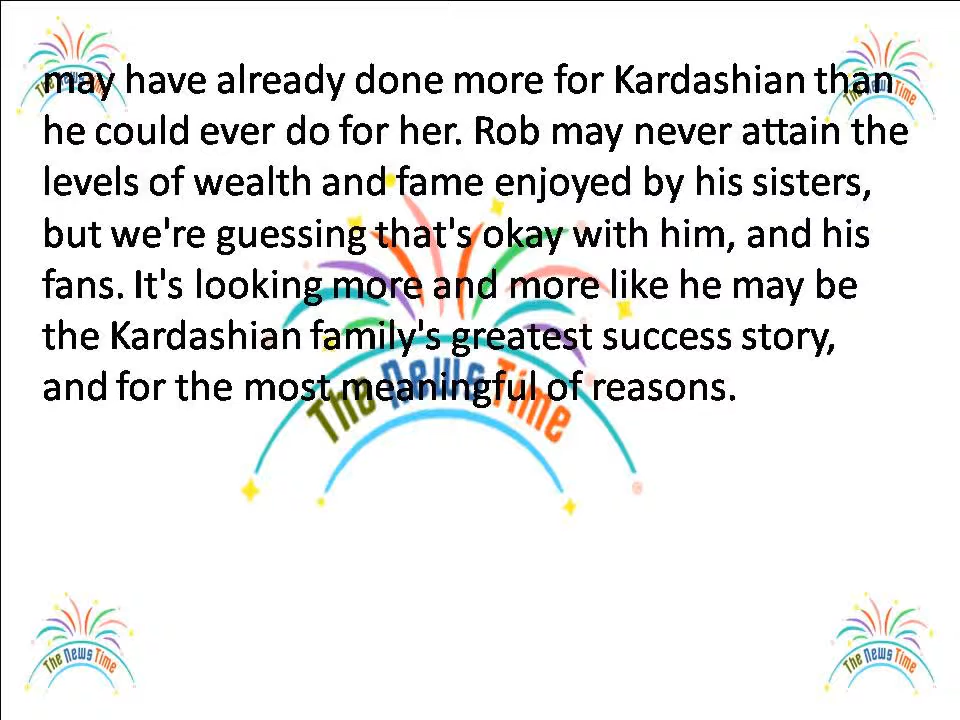 may have already done more for Kardashian than
he could ever do for her. Rob may never attain the
levels of wealth and fame enjoyed by his sisters,
but we're guessing that's okay with him, and his
fans. It's looking more and more like he may be
the Kardashian family's greatest success story,
and for the most meaningful of reasons.
The News Time
The News Time
The News Time
The News Time
The News Time